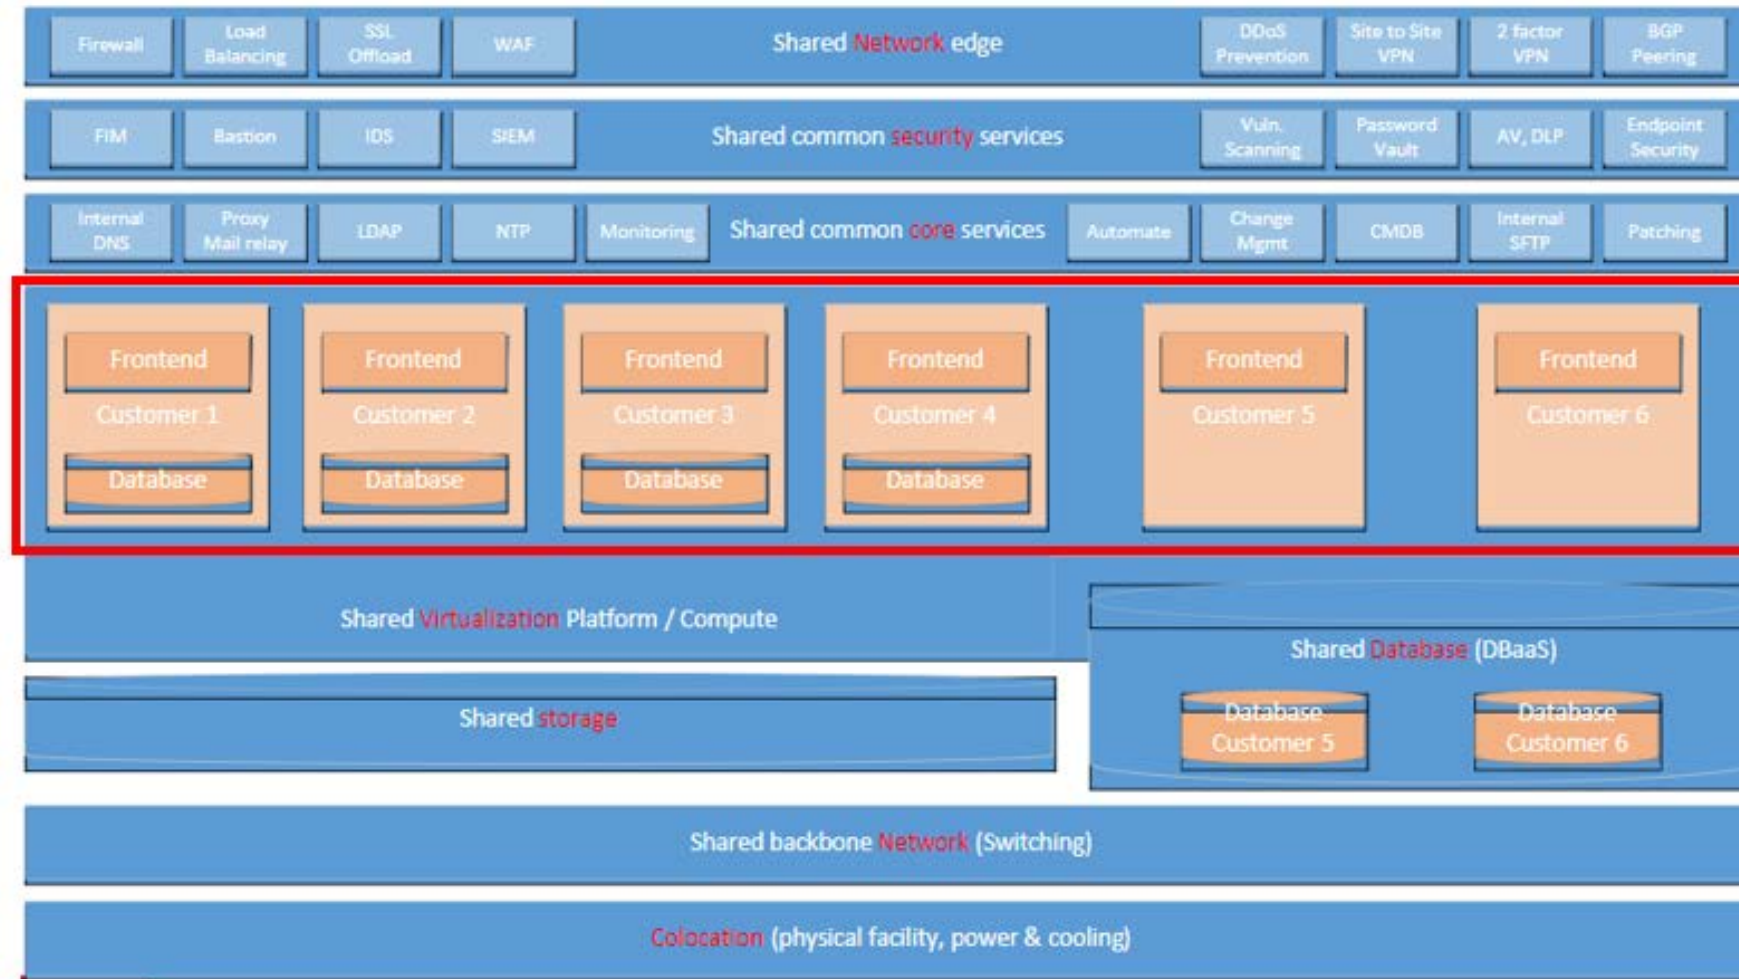 Firewall
Load
Balancing
SSL
Offload
WAF
Shared Network edge
DDoS
Prevention
Site to Site
VPN
2 factor
VPN
BGP
Peering
FIM
Bastion
IDS
SIEM
Shared common security services
Vuln.
Scanning
Password
Vault
AV, DLP
Endpoint
Security
Internal
DNS
Proxy
Mail relay
LDAP
NTP
Monitoring
Shared common core services
Automate
Change
Mgmt
CMDB
Internal
SFTP
Patching
Frontend
Customer 1
Database
Frontend
Customer 2
Database
Frontend
Customer 3
Database
Frontend
Customer 4
Database
Frontend
Customer 5
Frontend
Customer 6
Shared Virtualization Platform / Compute
Shared Database (DBaaS)
Database
Customer 5
Database
Customer 6
Shared storage
Shared backbone Network (Switching)
Colocation (physical facility, power & cooling)